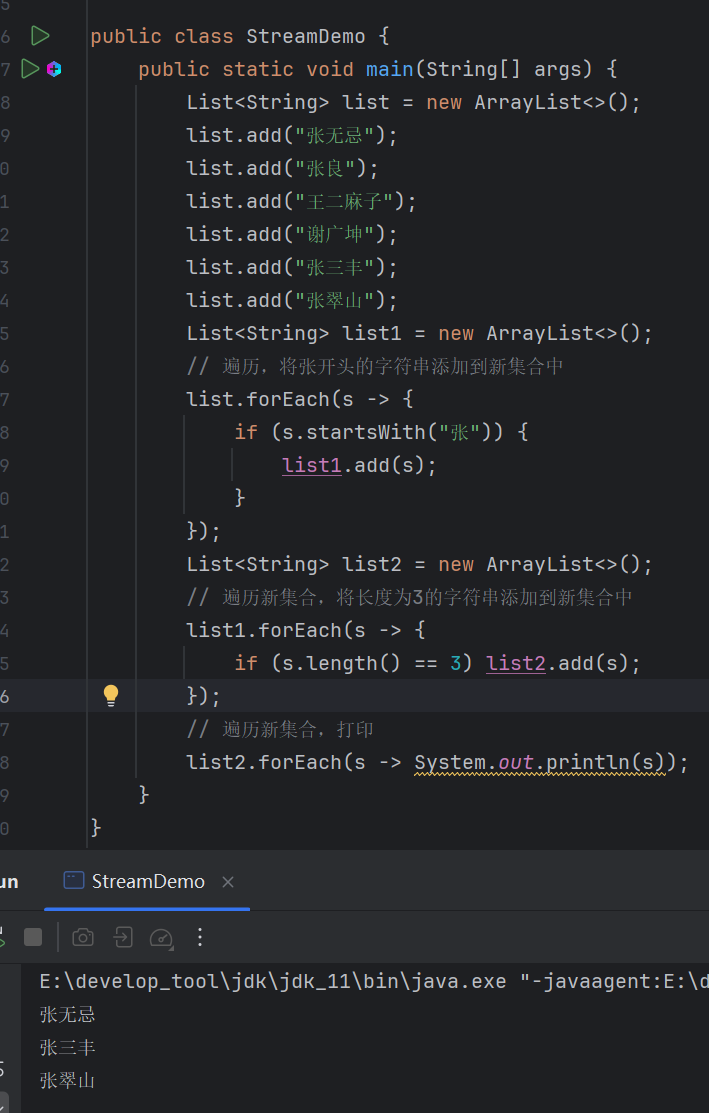 5
6 public class StreamDemo {
7 public static void main(String[] args) {
8 List<String> list = new ArrayList<>();
9 list.add("张无忌");
0 list.add("张良");
1 list.add("王二麻子");
2 list.add("谢广坤");
3 list.add("张三丰");
4 list.add("张翠山");
5 List<String> list1 = new ArrayList<>();
6 // 遍历，将张开头的字符串添加到新集合中
7 list.forEach(s -> {
8 if (s.startsWith("张")) {
9 list1.add(s);
0 }
1 });
2 List<String> list2 = new ArrayList<>();
3 // 遍历新集合，将长度为3的字符串添加到新集合中
4 list1.forEach(s -> {
5 if (s.length() == 3) list2.add(s);
6 });
7 // 遍历新集合，打印
8 list2.forEach(s -> System.out.println(s));
9 }
0 }
un StreamDemo ×
E:\develop_tool\jdk\jdk_11\bin\java.exe "-javaagent:E:\d
张无忌
张三丰
张翠山